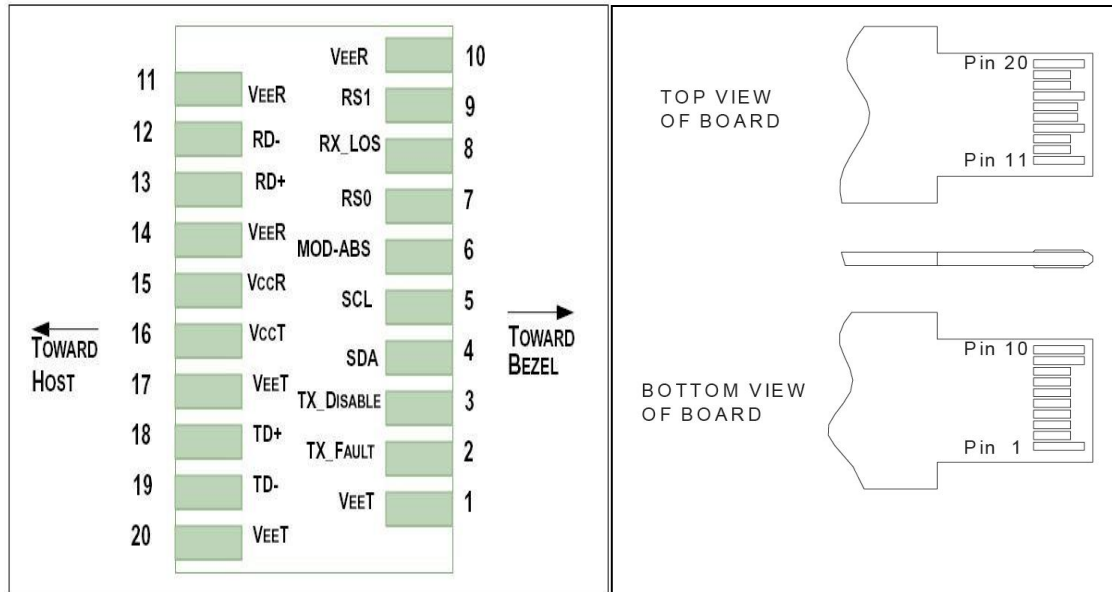 11 VEER
12 RD-
13 RD+
14 VEER
15 VCCR
16 VCCT
17 VEET
18 TD+
19 TD-
20 VEET
VEER 10
RS1 9
RX_LOS 8
RS0 7
MOD-ABS 6
SCL 5
SDA 4
TX_DISABLE 3
TX_FAULT 2
VEET 1
TOWARD
HOST
TOWARD
BEZEL
TOP VIEW
OF BOARD
Pin 20
Pin 11
BOTTOM VIEW
OF BOARD
Pin 10
Pin 1